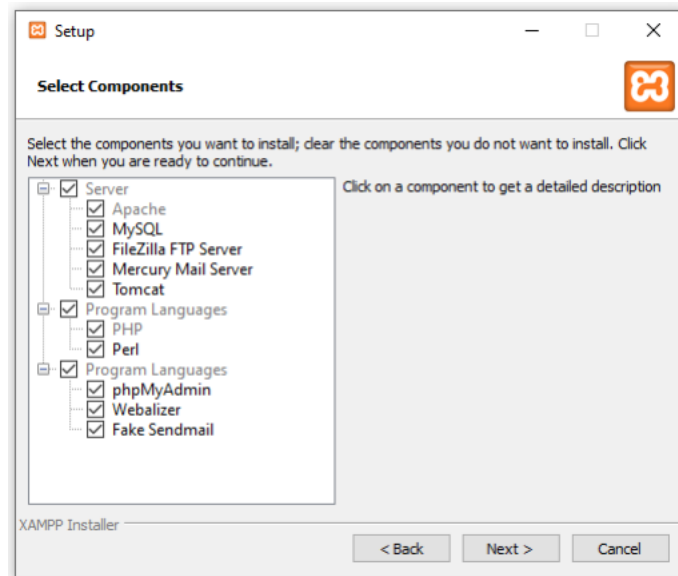 Setup
Select Components
Select the components you want to install; clear the components you do not want to install. Click
Next when you are ready to continue.
Click on a component to get a detailed description
Server
Apache
MySQL
FileZilla FTP Server
Mercury Mail Server
Tomcat
Program Languages
PHP
Perl
Program Languages
phpMyAdmin
Webalizer
Fake Sendmail
XAMPP Installer
< Back
Next >
Cancel